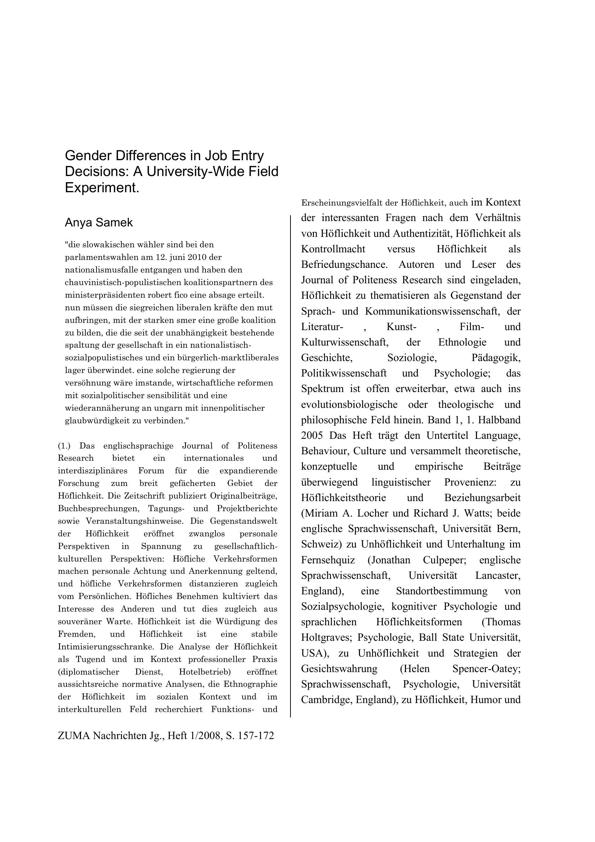 Gender Differences in Job Entry
Decisions: A University-Wide Field
Experiment.
Anya Samek
"die slowakischen wähler sind bei den
parlamentswahlen am 12. juni 2010 der
nationalismusfalle entgangen und haben den
chauvinistisch-populistischen koalitionspartnern des
ministerpräsidenten robert fico eine absage erteilt.
nun müssen die siegreichen liberalen kräfte den mut
aufbringen, mit der starken smer eine große koalition
zu bilden, die die seit der unabhängigkeit bestehende
spaltung der gesellschaft in ein nationalistisch-
sozialpopulistisches und ein bürgerlich-marktliberales
lager überwindet. eine solche regierung der
versöhnung wäre imstande, wirtschaftliche reformen
mit sozialpolitischer sensibilität und eine
wiederannäherung an ungarn mit innenpolitischer
glaubwürdigkeit zu verbinden."
(1.) Das englischsprachige Journal of Politeness
Research bietet ein internationales und
interdisziplinäres Forum für die expandierende
Forschung zum breit gefächerten Gebiet der
Höflichkeit. Die Zeitschrift publiziert Originalbeiträge,
Buchbesprechungen, Tagungs- und Projektberichte
sowie Veranstaltungshinweise. Die Gegenstandswelt
der Höflichkeit eröffnet zwanglos personale
Perspektiven in Spannung zu gesellschaftlich-
kulturellen Perspektiven: Höfliche Verkehrsformen
machen personale Achtung und Anerkennung geltend,
und höfliche Verkehrsformen distanzieren zugleich
vom Persönlichen. Höfliches Benehmen kultiviert das
Interesse des Anderen und tut dies zugleich aus
souveräner Warte. Höflichkeit ist die Würdigung des
Fremden, und Höflichkeit ist eine stabile
Intimisierungsschranke. Die Analyse der Höflichkeit
als Tugend und im Kontext professioneller Praxis
(diplomatischer Dienst, Hotelbetrieb) eröffnet
aussichtsreiche normative Analysen, die Ethnographie
der Höflichkeit im sozialen Kontext und im
interkulturellen Feld recherchiert Funktions- und
Erscheinungsvielfalt der Höflichkeit, auch im Kontext
der interessanten Fragen nach dem Verhältnis
von Höflichkeit und Authentizität, Höflichkeit als
Kontrollmacht versus Höflichkeit als
Befriedungschance. Autoren und Leser des
Journal of Politeness Research sind eingeladen,
Höflichkeit zu thematisieren als Gegenstand der
Sprach- und Kommunikationswissenschaft, der
Literatur- , Kunst- , Film- und
Kulturwissenschaft, der Ethnologie und
Geschichte, Soziologie, Pädagogik,
Politikwissenschaft und Psychologie; das
Spektrum ist offen erweiterbar, etwa auch ins
evolutionsbiologische oder theologische und
philosophische Feld hinein. Band 1, 1. Halbband
2005 Das Heft trägt den Untertitel Language,
Behaviour, Culture und versammelt theoretische,
konzeptuelle und empirische Beiträge
überwiegend linguistischer Provenienz: zu
Höflichkeitstheorie und Beziehungsarbeit
(Miriam A. Locher und Richard J. Watts; beide
englische Sprachwissenschaft, Universität Bern,
Schweiz) zu Unhöflichkeit und Unterhaltung im
Fernsehquiz (Jonathan Culpeper; englische
Sprachwissenschaft, Universität Lancaster,
England), eine Standortbestimmung von
Sozialpsychologie, kognitiver Psychologie und
sprachlichen Höflichkeitsformen (Thomas
Holtgraves; Psychologie, Ball State Universität,
USA), zu Unhöflichkeit und Strategien der
Gesichtswahrung (Helen Spencer-Oatey;
Sprachwissenschaft, Psychologie, Universität
Cambridge, England), zu Höflichkeit, Humor und
ZUMA Nachrichten Jg., Heft 1/2008, S. 157-172